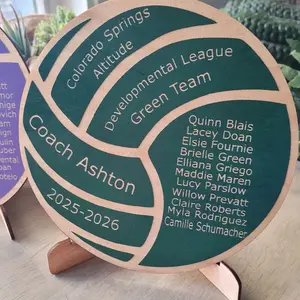 Colorado Springs
Altitude
Developmental League
Green Team
Coach Ashton
2025-2026
Quinn Blais
Lacey Doan
Elsie Fournie
Brielle Green
Elliana Griego
Maddie Maren
Lucy Parslow
Willow Prevatt
Claire Roberts
Myla Rodriguez
Camille Schumacher